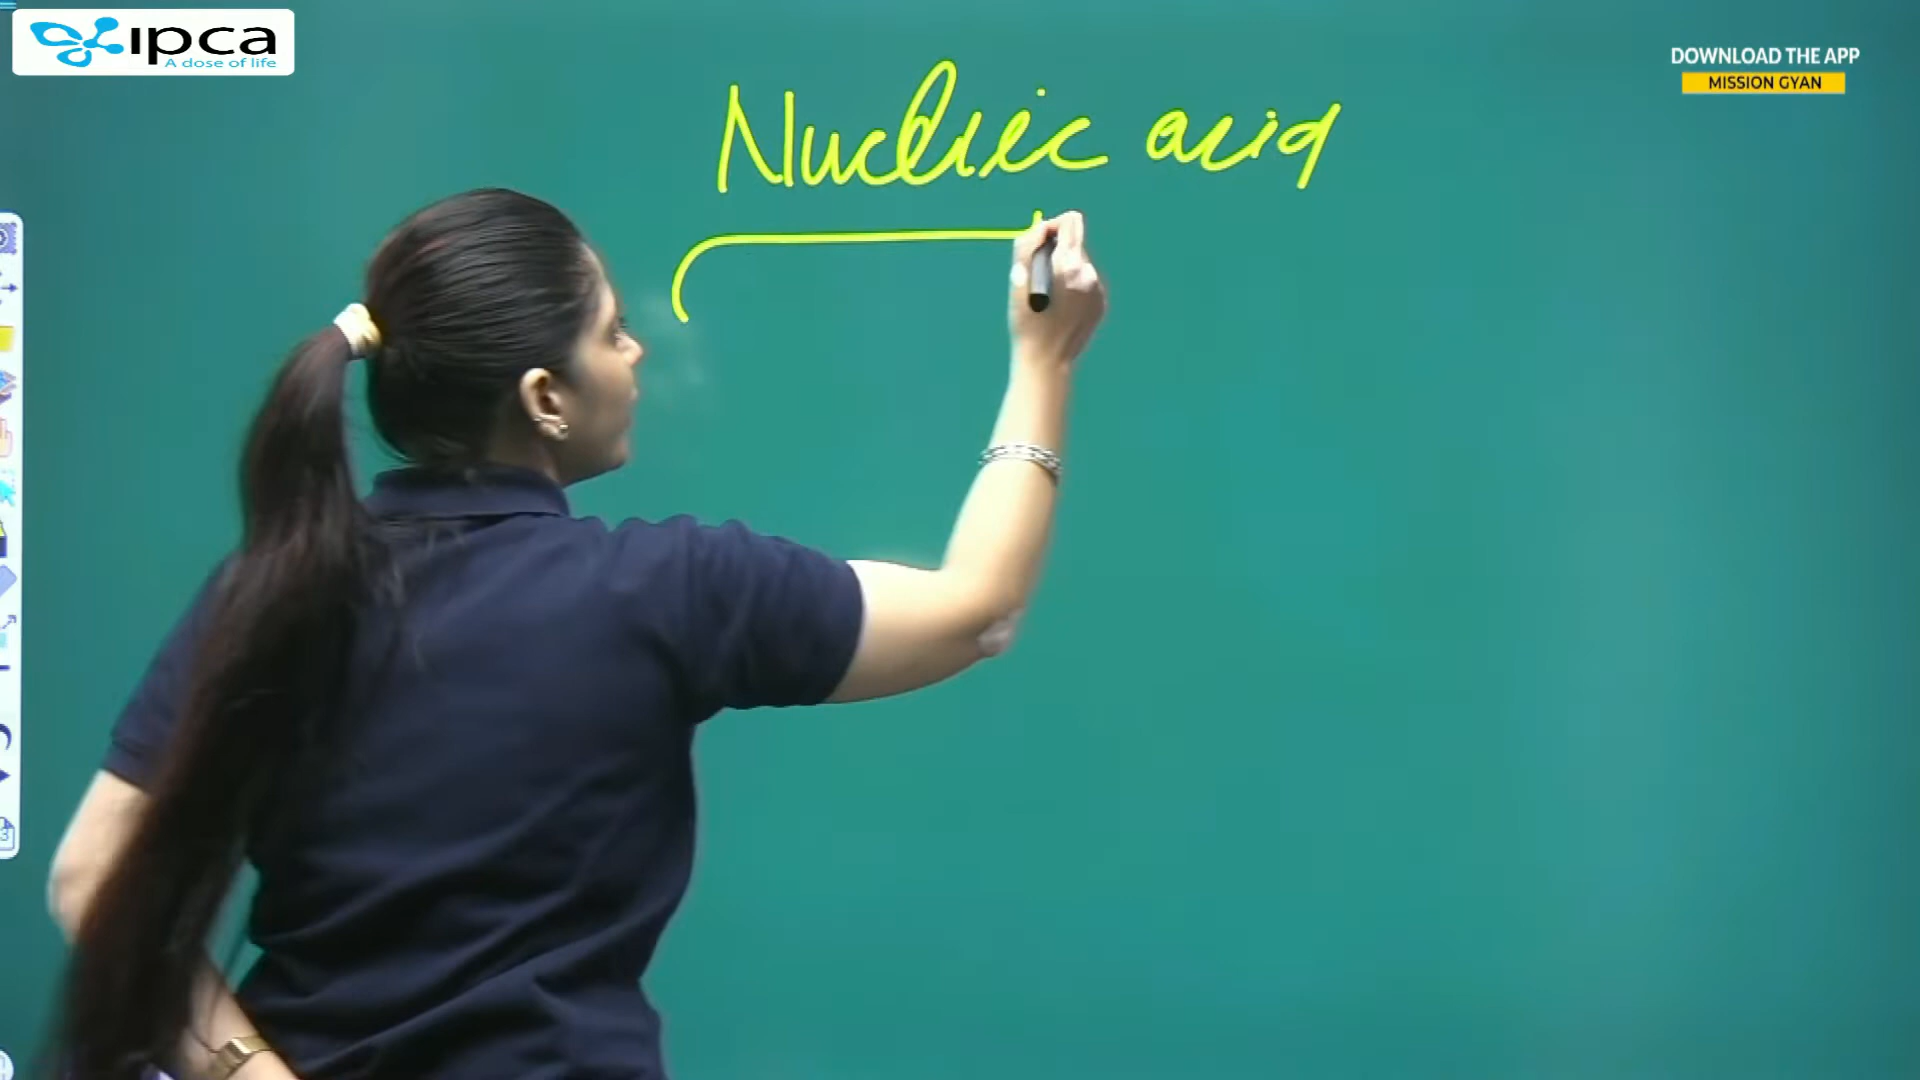 ipca
A dose of life
DOWNLOAD THE APP
MISSION GYAN
Nucleic acid